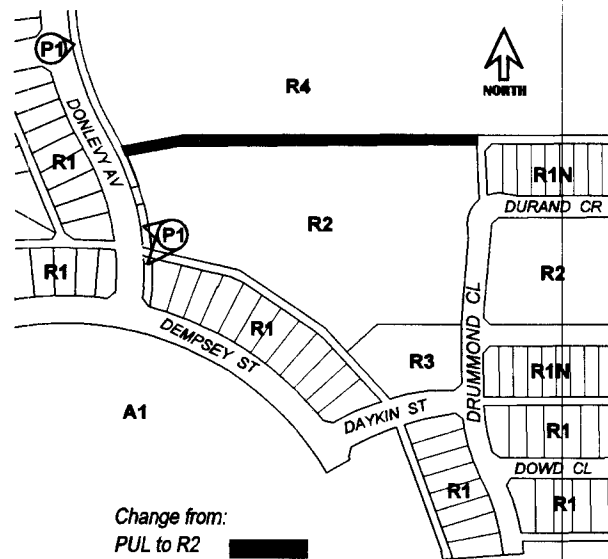 P1
R4
NORTH
DONLEVY AV
R1
R1N
DURAND CR
R2
P1
R2
R1
R1
DEMPSEY ST
DRUMMOND CL
R3
R1N
A1
DAYKIN ST
R1
DOWD CL
R1
R1
Change from:
PUL to R2